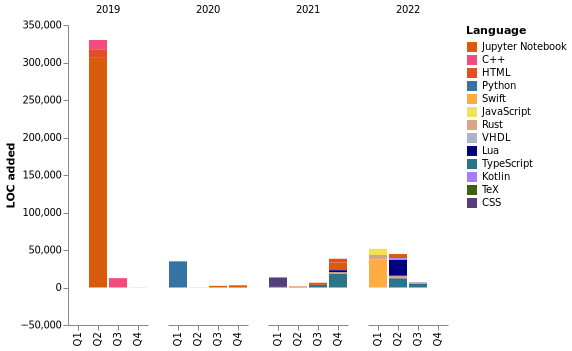 2019 2020 2021 2022
350,000
300,000
250,000
200,000
150,000
100,000
50,000
0
−50,000
LOC added
Q1 Q2 Q3 Q4 Q1 Q2 Q3 Q4 Q1 Q2 Q3 Q4 Q1 Q2 Q3 Q4
Language
Jupyter Notebook
C++
HTML
Python
Swift
JavaScript
Rust
VHDL
Lua
TypeScript
Kotlin
TeX
CSS